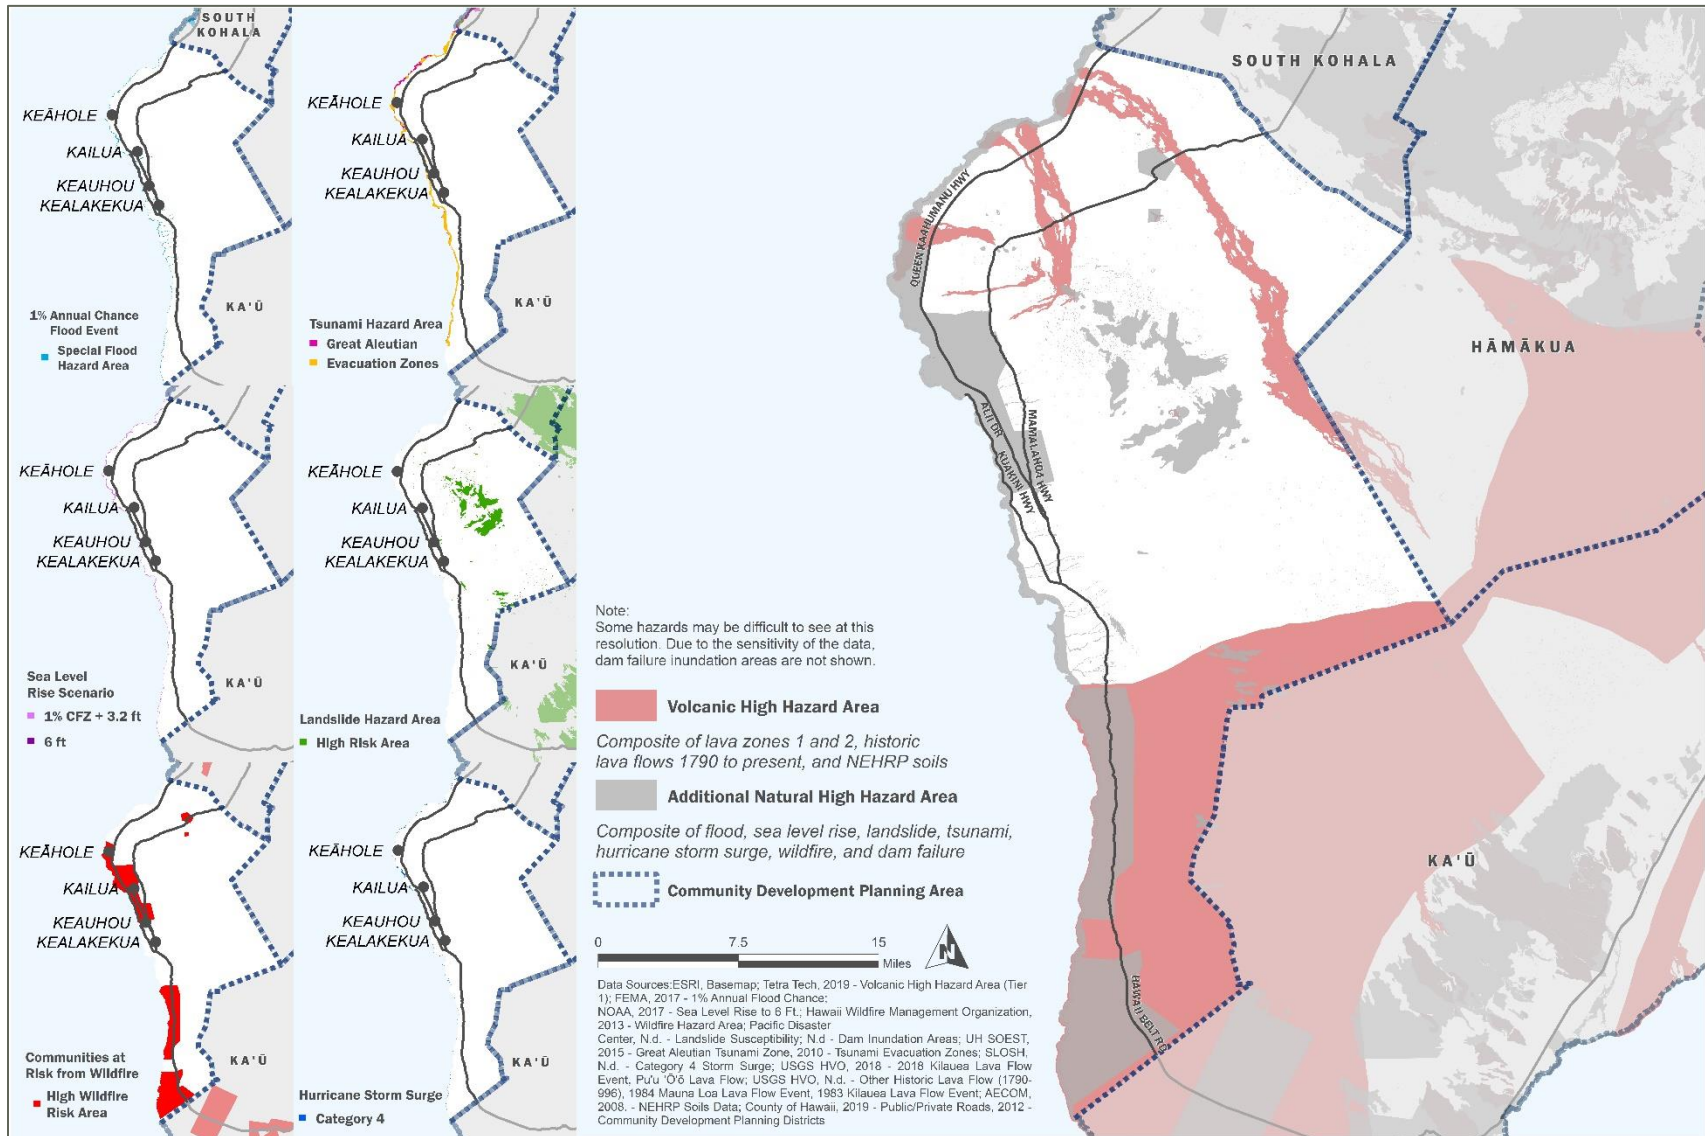 SOUTH
KOHALA
KEĀHOLE
KAILUA
KEAUHOU
KEALAKEKUA
KA'Ū
1% Annual Chance
Flood Event
Special Flood
Hazard Area
KEĀHOLE
KAILUA
KEAUHOU
KEALAKEKUA
KA'Ū
Tsunami Hazard Area
Great Aleutian
Evacuation Zones
KEĀHOLE
KAILUA
KEAUHOU
KEALAKEKUA
KA'Ū
Sea Level
Rise Scenario
1% CFZ + 3.2 ft
6 ft
KEĀHOLE
KAILUA
KEAUHOU
KEALAKEKUA
KA'Ū
Landslide Hazard Area
High Risk Area
KEĀHOLE
KAILUA
KEAUHOU
KEALAKEKUA
KA'Ū
Communities at
Risk from Wildfire
High Wildfire
Risk Area
KEĀHOLE
KAILUA
KEAUHOU
KEALAKEKUA
KA'Ū
Hurricane Storm Surge
Category 4
SOUTH KOHALA
HĀMĀKUA
KA'Ū
QUEEN KAAHUMANU HWY
ALII DR
KUAKINI HWY
MAMALAHOA HWY
HAWAII BELT RD
Note:
Some hazards may be difficult to see at this
resolution. Due to the sensitivity of the data,
dam failure inundation areas are not shown.
Volcanic High Hazard Area
Composite of lava zones 1 and 2, historic
lava flows 1790 to present, and NEHRP soils
Additional Natural High Hazard Area
Composite of flood, sea level rise, landslide, tsunami,
hurricane storm surge, wildfire, and dam failure
Community Development Planning Area
0 7.5 15
Miles
N
Data Sources:ESRI, Basemap; Tetra Tech, 2019 - Volcanic High Hazard Area (Tier
1); FEMA, 2017 - 1% Annual Flood Chance;
NOAA, 2017 - Sea Level Rise to 6 Ft.; Hawaii Wildfire Management Organization,
2013 - Wildfire Hazard Area; Pacific Disaster
Center, N.d. - Landslide Susceptibility; N.d - Dam Inundation Areas; UH SOEST,
2015 - Great Aleutian Tsunami Zone, 2010 - Tsunami Evacuation Zones; SLOSH,
N.d. - Category 4 Storm Surge; USGS HVO, 2018 - 2018 Kilauea Lava Flow
Event, Pu'u 'Ō'ō Lava Flow; USGS HVO, N.d. - Other Historic Lava Flow (1790-
996), 1984 Mauna Loa Lava Flow Event, 1983 Kilauea Lava Flow Event; AECOM,
2008. - NEHRP Soils Data; County of Hawaii, 2019 - Public/Private Roads, 2012 -
Community Development Planning Districts